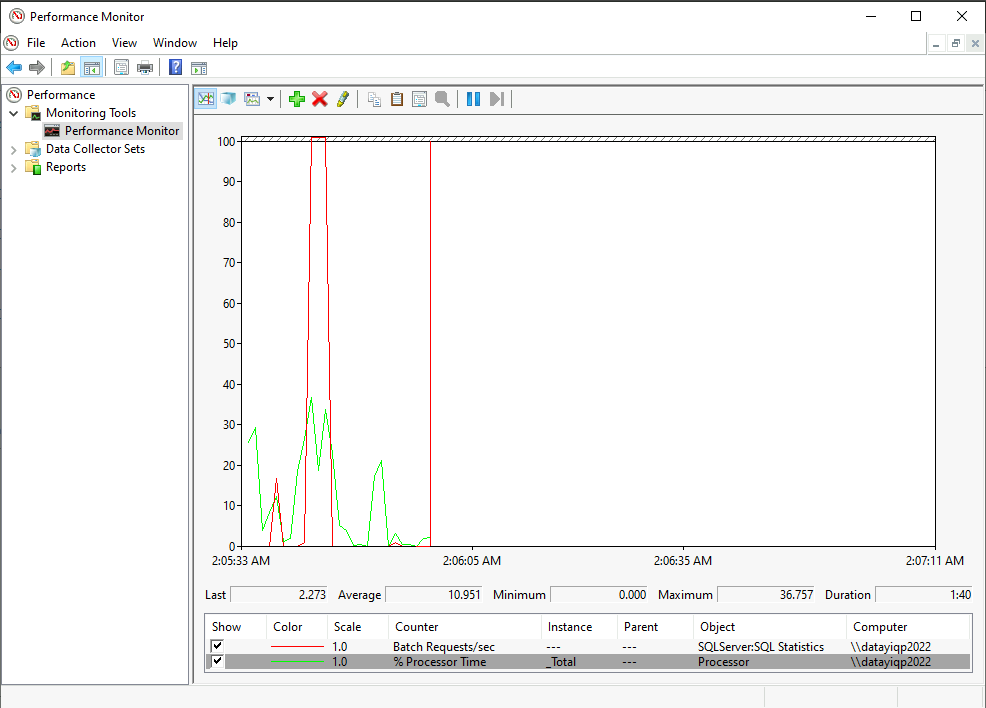 Performance Monitor
File Action View Window Help
Performance
Monitoring Tools
Performance Monitor
Data Collector Sets
Reports
100
90
80
70
60
50
40
30
20
10
0
2:05:33 AM 2:06:05 AM 2:06:35 AM 2:07:11 AM
Last 2.273 Average 10.951 Minimum 0.000 Maximum 36.757 Duration 1:40
Show Color Scale Counter Instance Parent Object Computer
1.0 Batch Requests/sec --- --- SQLServer:SQL Statistics \\datayiqp2022
1.0 % Processor Time _Total --- Processor \\datayiqp2022